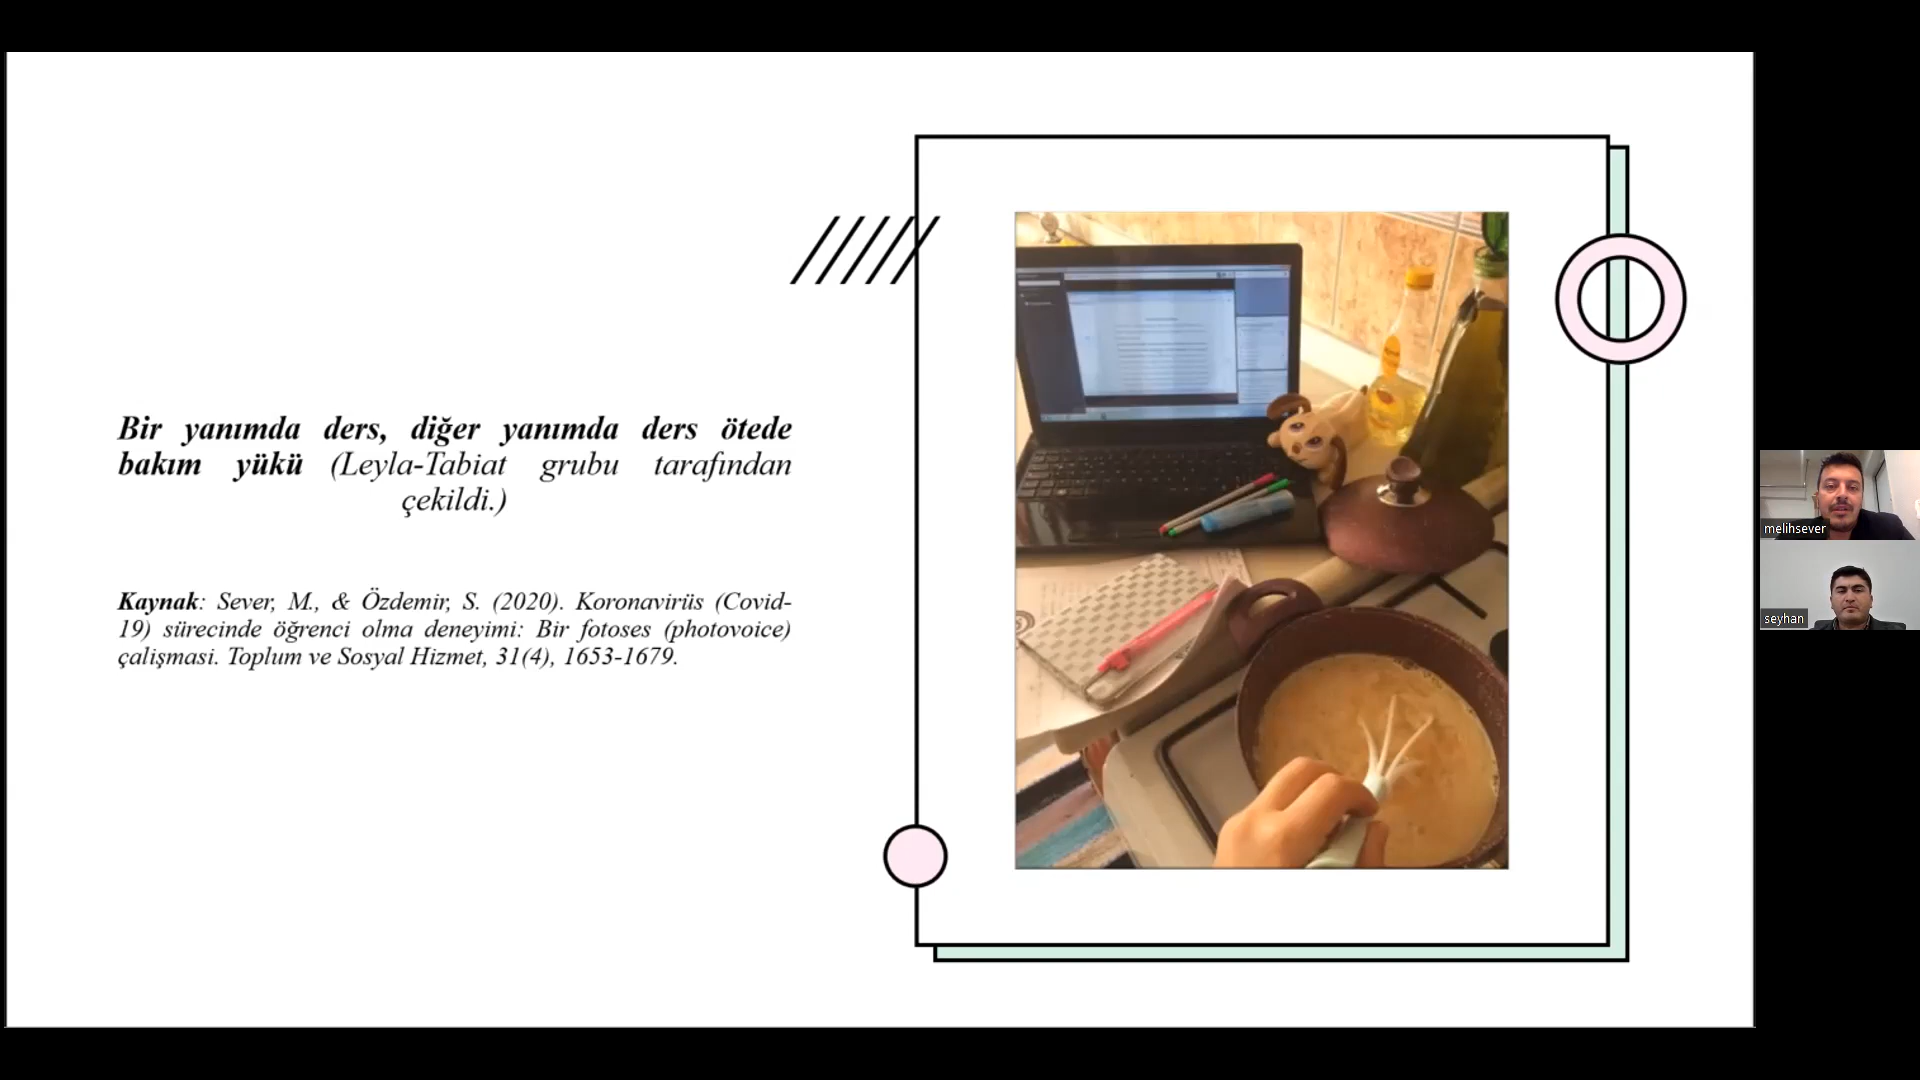 Bir yanımda ders, diğer yanımda ders ötede
bakım yükü (Leyla-Tabiat grubu tarafından
çekildi.)
Kaynak: Sever, M., & Özdemir, S. (2020). Koronavirüs (Covid-
19) sürecinde öğrenci olma deneyimi: Bir fotoses (photovoice)
çalişmasi. Toplum ve Sosyal Hizmet, 31(4), 1653-1679.
melihsever
seyhan